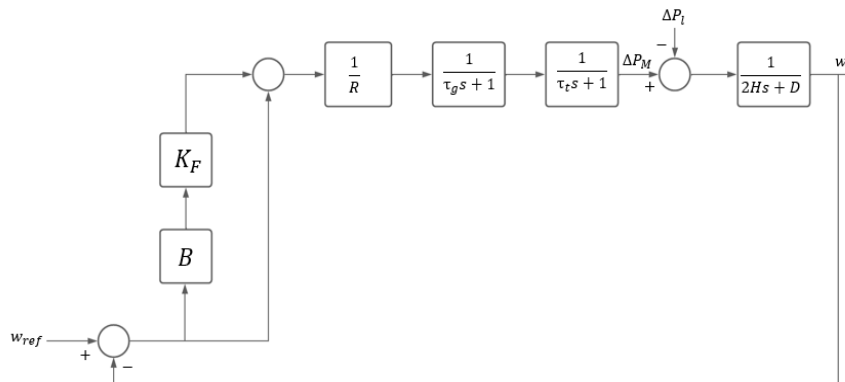 ΔP_l
−
1
R
1
τ_g s + 1
1
τ_t s + 1
ΔP_M
+
1
2Hs + D
w
K_F
B
w_ref
+
−